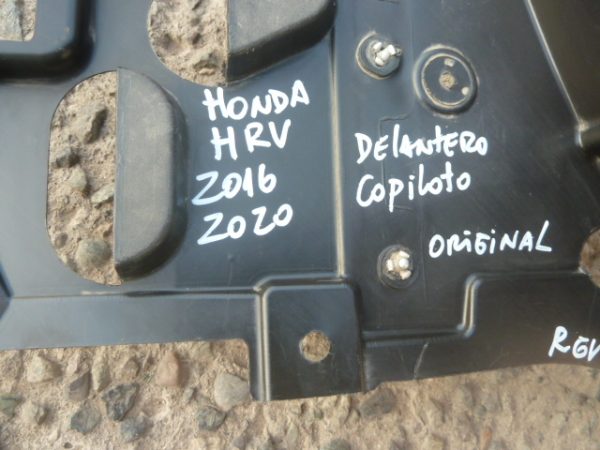 HONDA
HRV
2016
2020
DELANTERO
COPILOTO
ORIGINAL